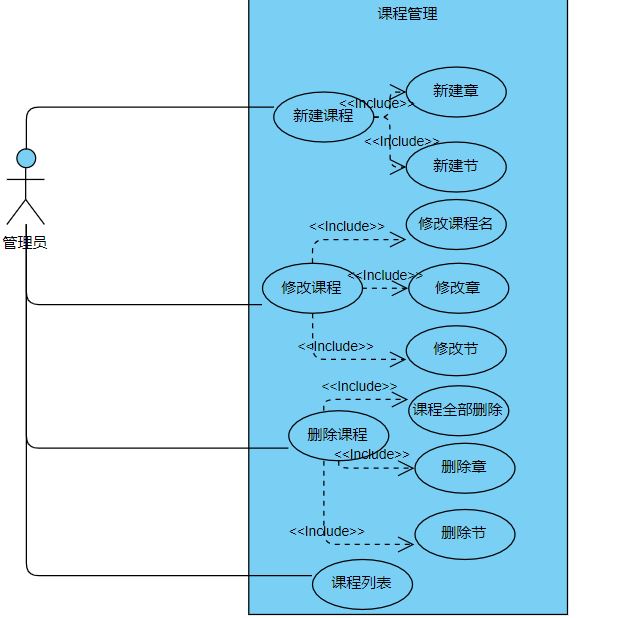 课程管理
<<Include>>
新建章
新建课程
<<Include>>
新建节
管理员
<<Include>>
修改课程名
<<Include>>
修改课程
修改章
<<Include>>
修改节
<<Include>>
课程全部删除
删除课程
<<Include>>
删除章
<<Include>>
删除节
课程列表